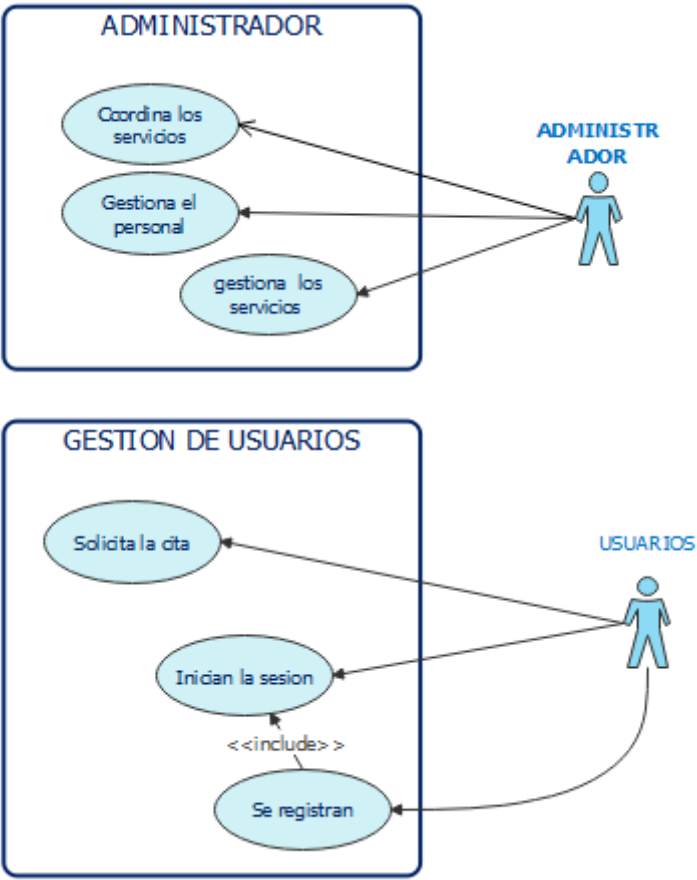 ADMINISTRADOR
Coordina los
servicios
Gestiona el
personal
gestiona los
servicios
ADMINISTR
ADOR
GESTION DE USUARIOS
Solicita la cita
USUARIOS
Inician la sesion
<<include>>
Se registran